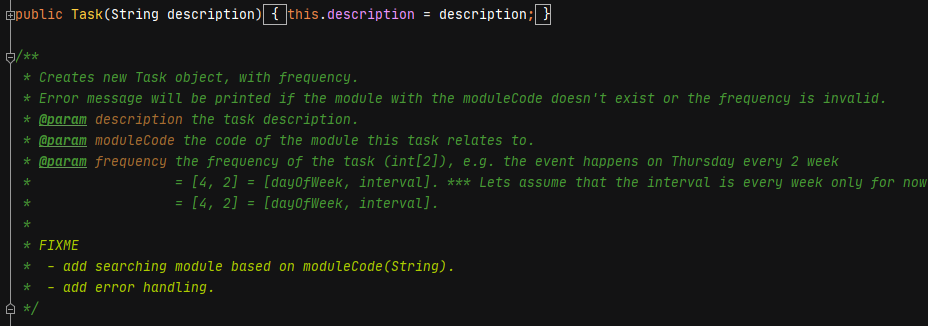 public Task(String description) { this.description = description; }
/**
 * Creates new Task object, with frequency.
 * Error message will be printed if the module with the moduleCode doesn't exist or the frequency is invalid.
 * @param description the task description.
 * @param moduleCode the code of the module this task relates to.
 * @param frequency the frequency of the task (int[2]), e.g. the event happens on Thursday every 2 week
 *                  = [4, 2] = [dayOfWeek, interval]. *** Lets assume that the interval is every week only for now
 *                  = [4, 2] = [dayOfWeek, interval].
 *
 * FIXME
 *  - add searching module based on moduleCode(String).
 *  - add error handling.
 */